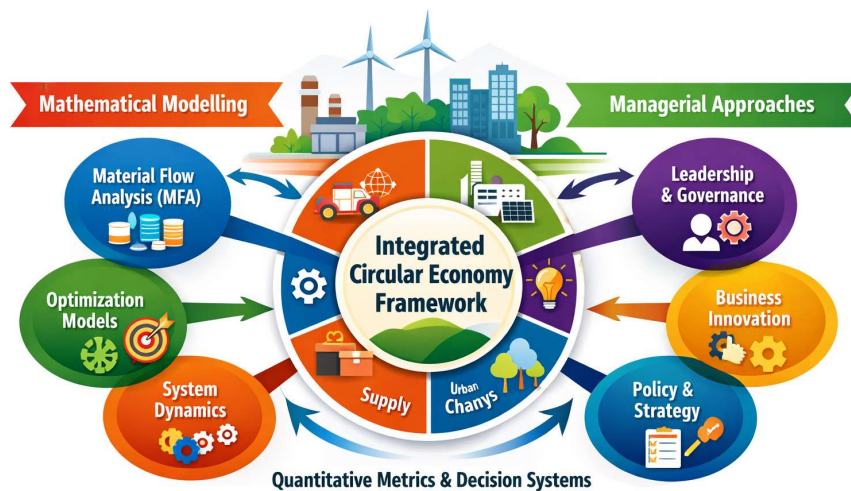 Mathematical Modelling
Managerial Approaches
Material Flow
Analysis (MFA)
Optimization
Models
System
Dynamics
Integrated
Circular Economy
Framework
Supply
Urban
Chanys
Leadership
& Governance
Business
Innovation
Policy &
Strategy
Quantitative Metrics & Decision Systems